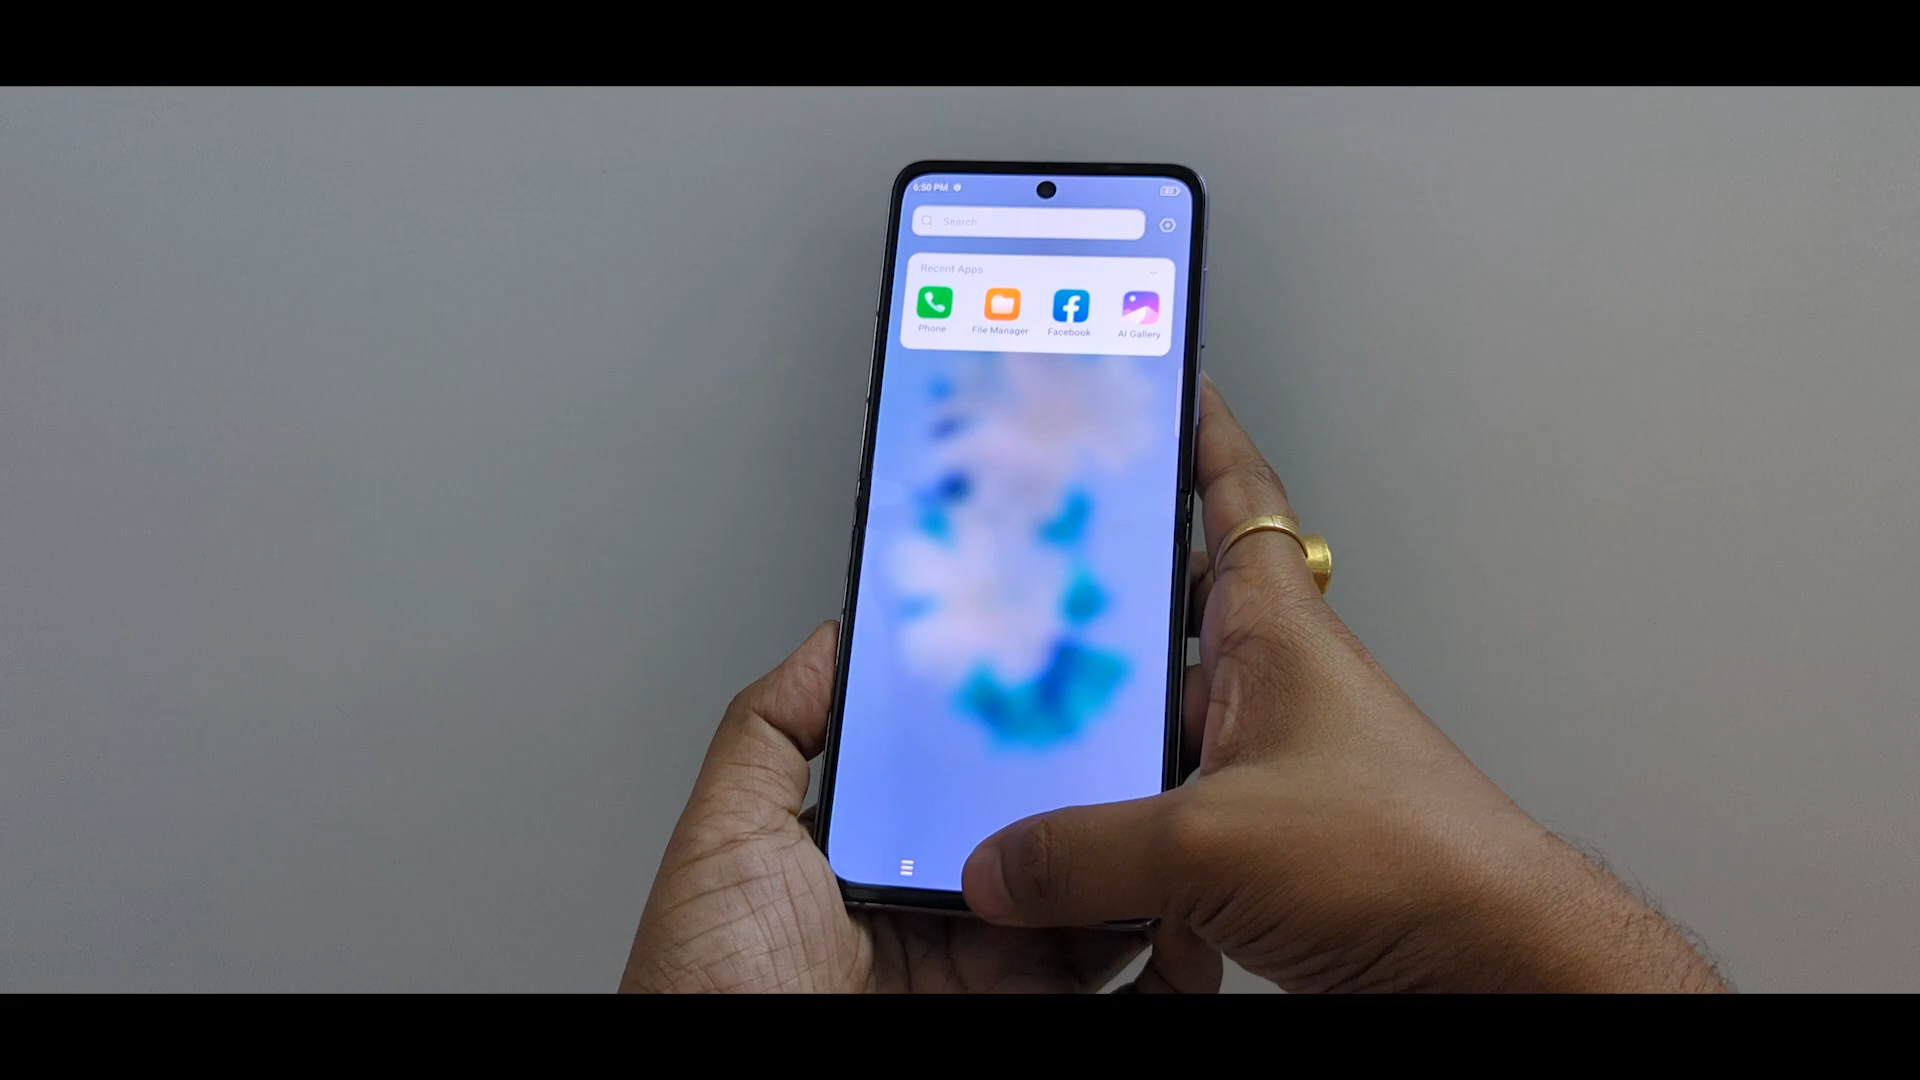 6:50 PM
Search
Recent Apps
Phone
File Manager
Facebook
AI Gallery